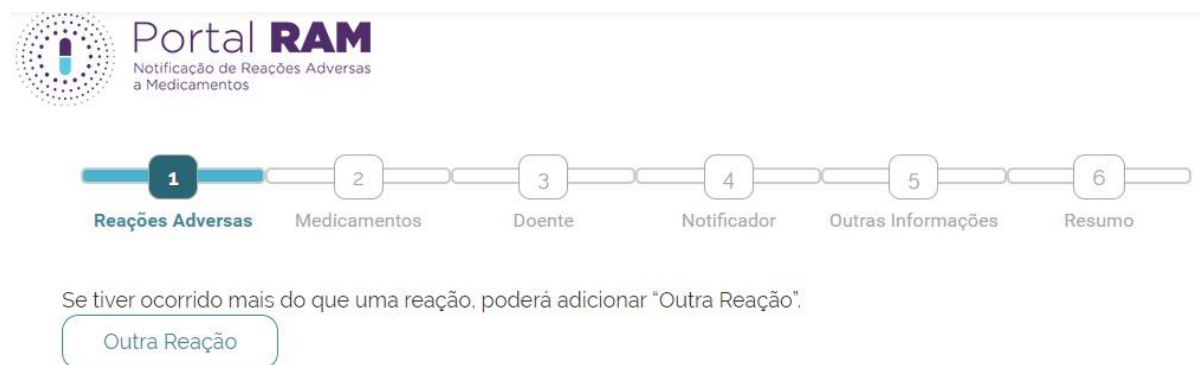 Portal RAM
Notificação de Reações Adversas
a Medicamentos
1
2
3
4
5
6
Reações Adversas
Medicamentos
Doente
Notificador
Outras Informações
Resumo
Se tiver ocorrido mais do que uma reação, poderá adicionar “Outra Reação”.
Outra Reação